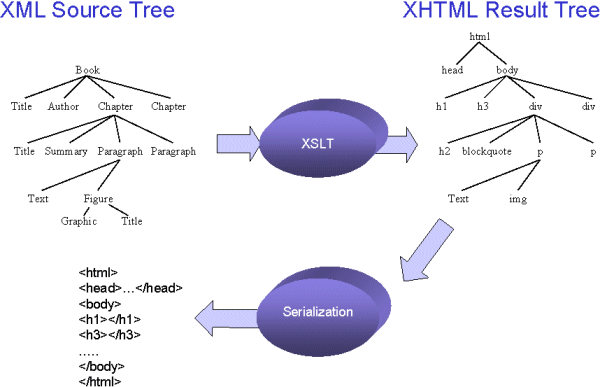 XML Source Tree
XHTML Result Tree
Book
Title Author Chapter Chapter
Title Summary Paragraph Paragraph
Text Figure
Graphic Title
XSLT
html
head body
h1 h3 div div
h2 blockquote p p
Text img
Serialization
<html>
<head>…</head>
<body>
<h1></h1>
<h3></h3>
.....
</body>
</html>